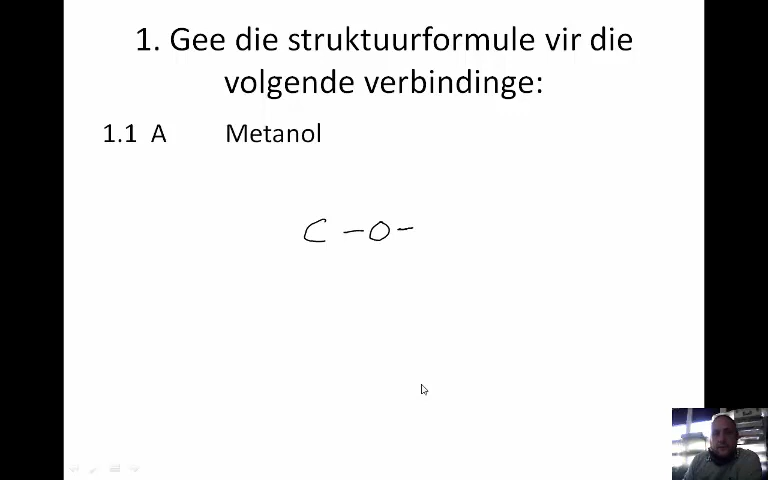 1. Gee die struktuurformule vir die
volgende verbindinge:
1.1 A Metanol
C - O -